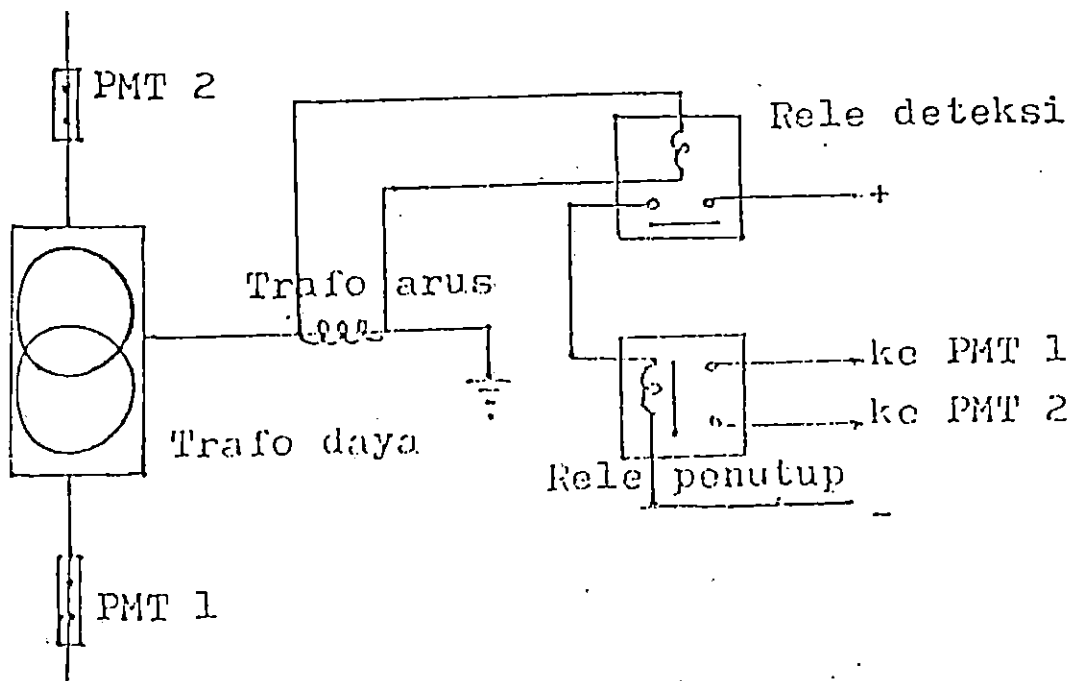 PMT 2
Rele deteksi
+
Trafo arus
ke PMT 1
ke PMT 2
Trafo daya
Rele penutup
-
PMT 1